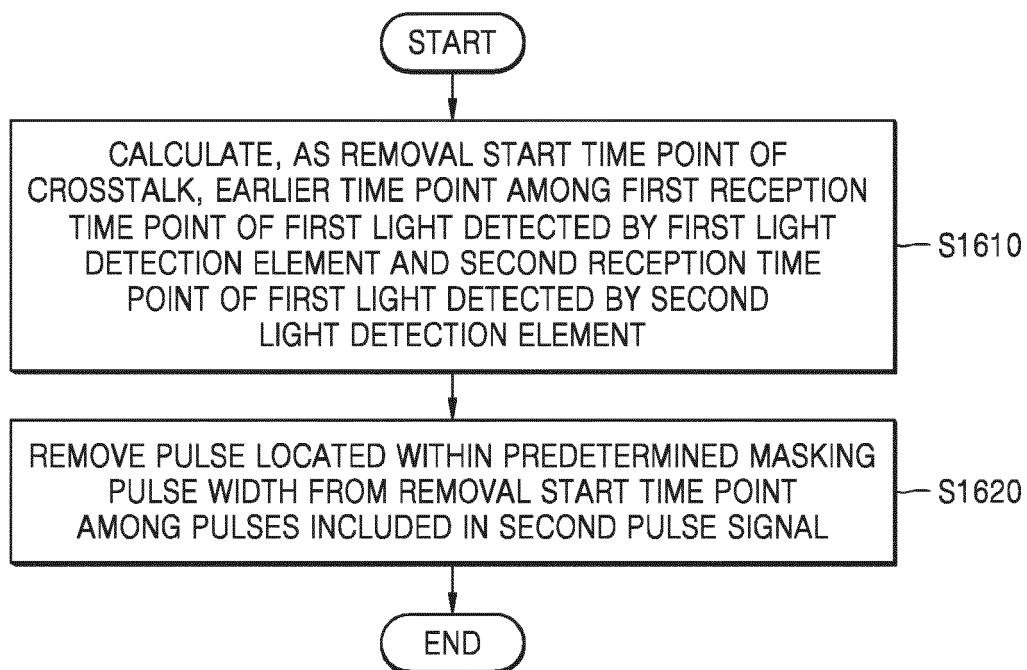 START
CALCULATE, AS REMOVAL START TIME POINT OF
CROSSTALK, EARLIER TIME POINT AMONG FIRST RECEPTION
TIME POINT OF FIRST LIGHT DETECTED BY FIRST LIGHT
DETECTION ELEMENT AND SECOND RECEPTION TIME
POINT OF FIRST LIGHT DETECTED BY SECOND
LIGHT DETECTION ELEMENT
S1610
REMOVE PULSE LOCATED WITHIN PREDETERMINED MASKING
PULSE WIDTH FROM REMOVAL START TIME POINT
AMONG PULSES INCLUDED IN SECOND PULSE SIGNAL
S1620
END